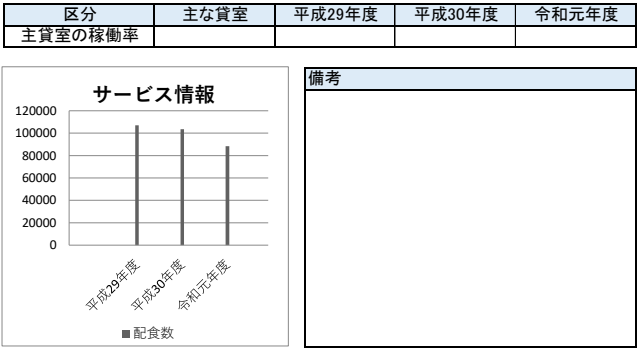 区分 主な貸室 平成29年度 平成30年度 令和元年度
主貸室の稼働率
サービス情報
120000
100000
80000
60000
40000
20000
0
平成29年度
平成30年度
令和元年度
■配食数
備考